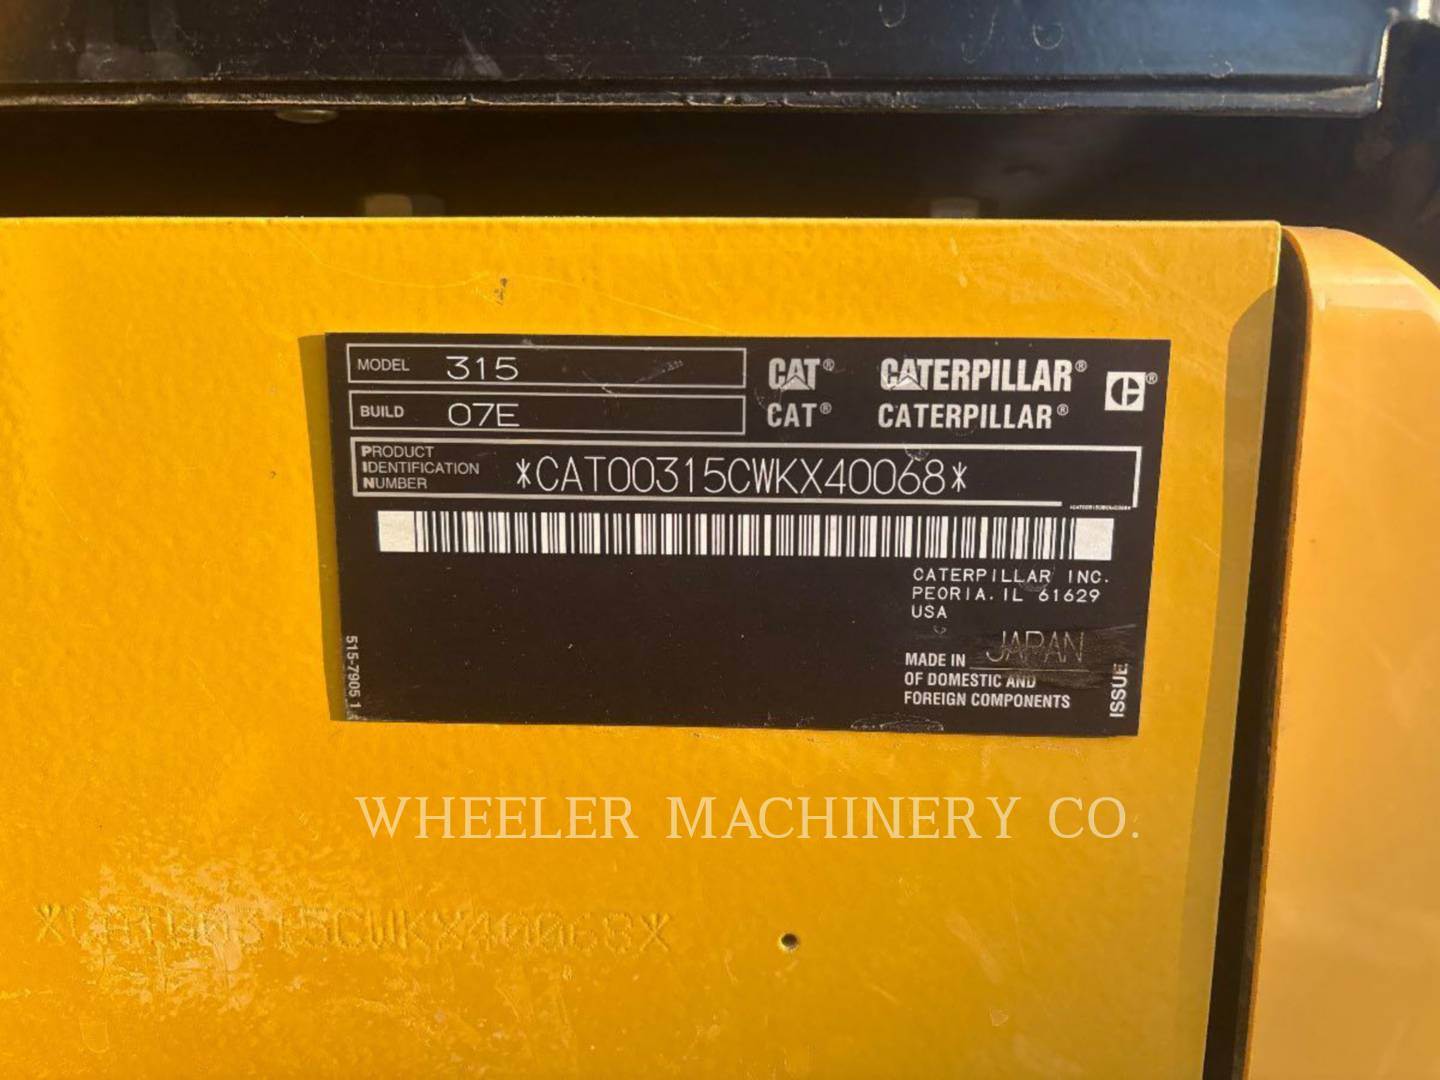 MODEL 315
BUILD 07E
CAT® CATERPILLAR® C®
CAT® CATERPILLAR®
PRODUCT
IDENTIFICATION
NUMBER
*CAT00315CWKX40068*
CATERPILLAR INC.
PEORIA, IL 61629
USA
MADE IN JAPAN
OF DOMESTIC AND
FOREIGN COMPONENTS
ISSUE
515-7905 1
WHEELER MACHINERY CO.
*CAT00315CWKX40068*